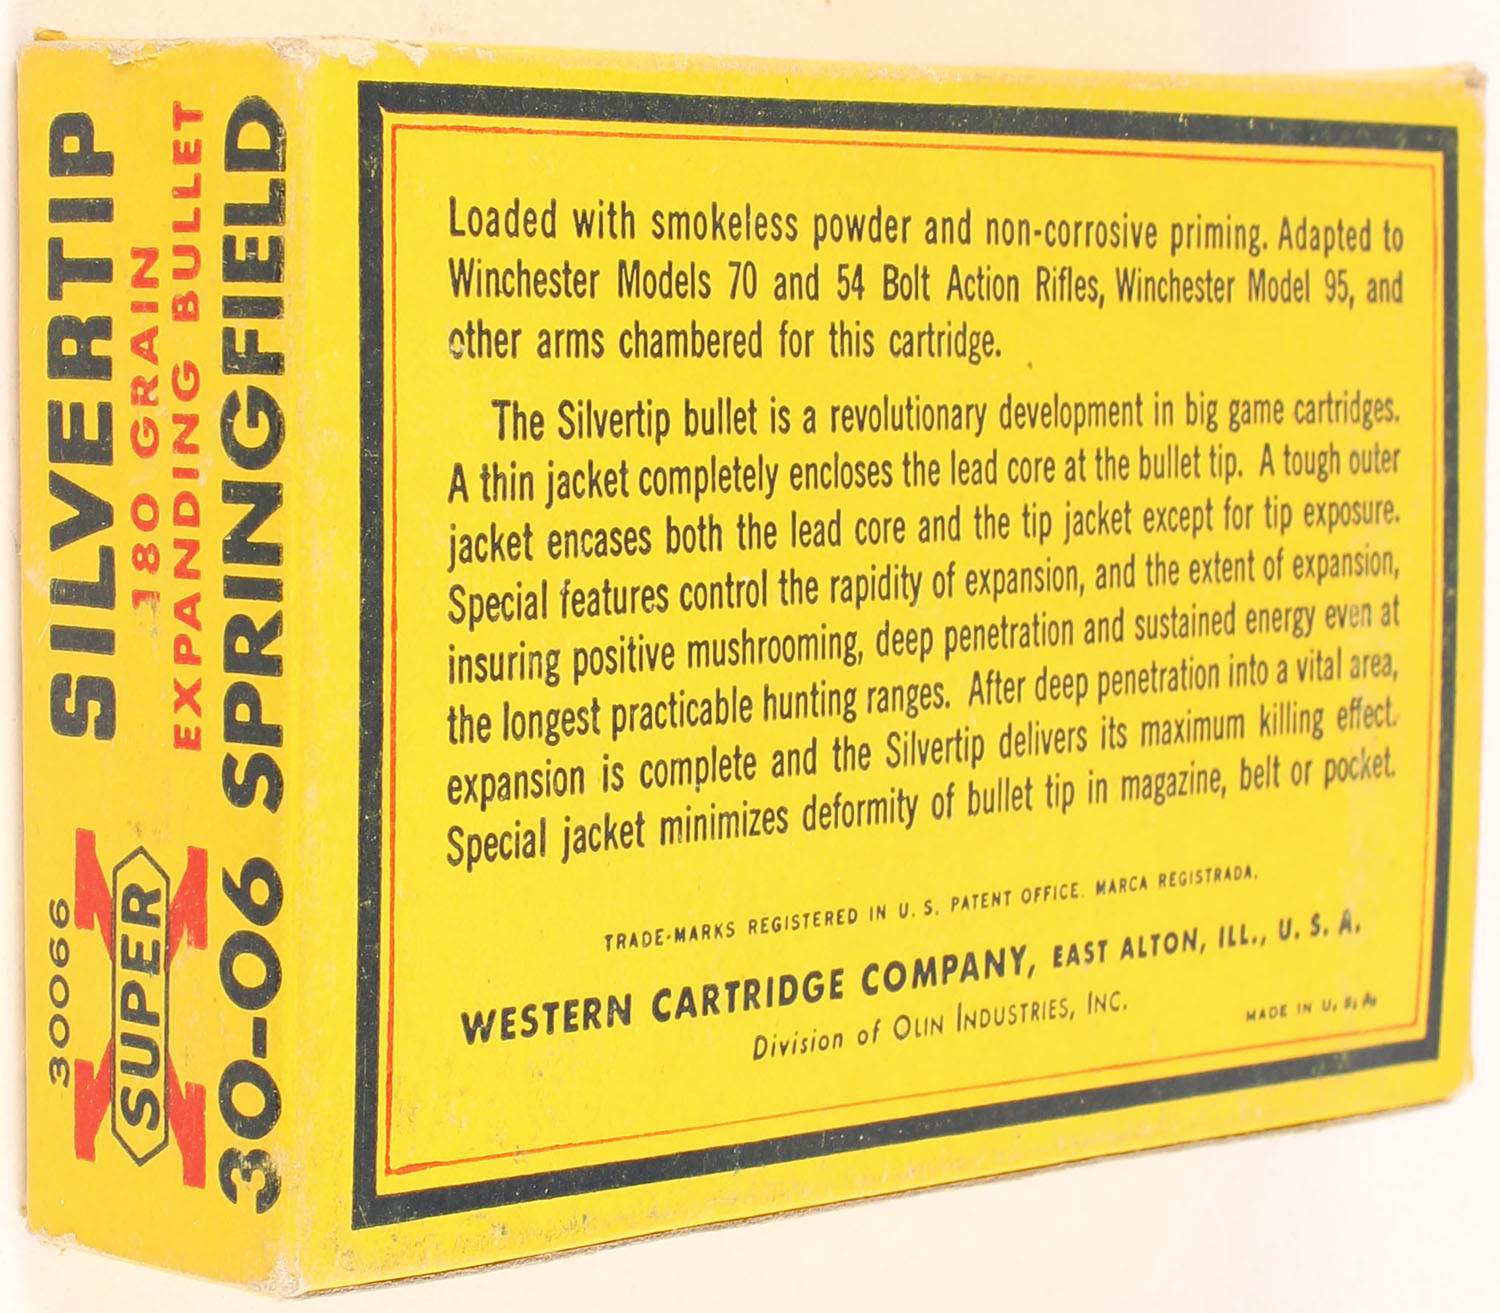 SILVERTIP
180 GRAIN
EXPANDING BULLET
30066
SUPER
X
30-06 SPRINGFIELD
Loaded with smokeless powder and non-corrosive priming. Adapted to
Winchester Models 70 and 54 Bolt Action Rifles, Winchester Model 95, and
other arms chambered for this cartridge.
The Silvertip bullet is a revolutionary development in big game cartridges.
A thin jacket completely encloses the lead core at the bullet tip. A tough outer
jacket encases both the lead core and the tip jacket except for tip exposure.
Special features control the rapidity of expansion, and the extent of expansion,
insuring positive mushrooming, deep penetration and sustained energy even at
the longest practicable hunting ranges. After deep penetration into a vital area,
expansion is complete and the Silvertip delivers its maximum killing effect.
Special jacket minimizes deformity of bullet tip in magazine, belt or pocket.
TRADE-MARKS REGISTERED IN U. S. PATENT OFFICE. MARCA REGISTRADA.
WESTERN CARTRIDGE COMPANY, EAST ALTON, ILL., U. S. A.
Division of OLIN INDUSTRIES, INC.
MADE IN U. S. A.